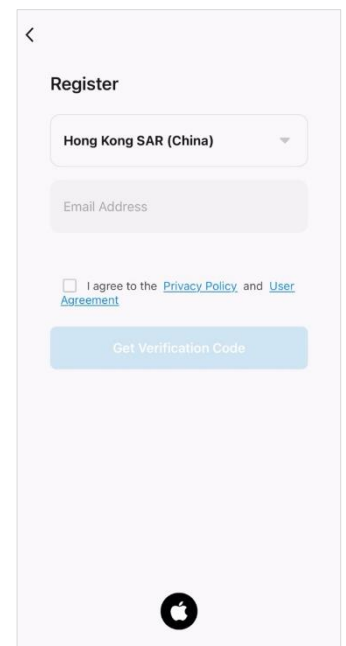 Register
Hong Kong SAR (China)
Email Address
I agree to the Privacy Policy and User
Agreement
Get Verification Code